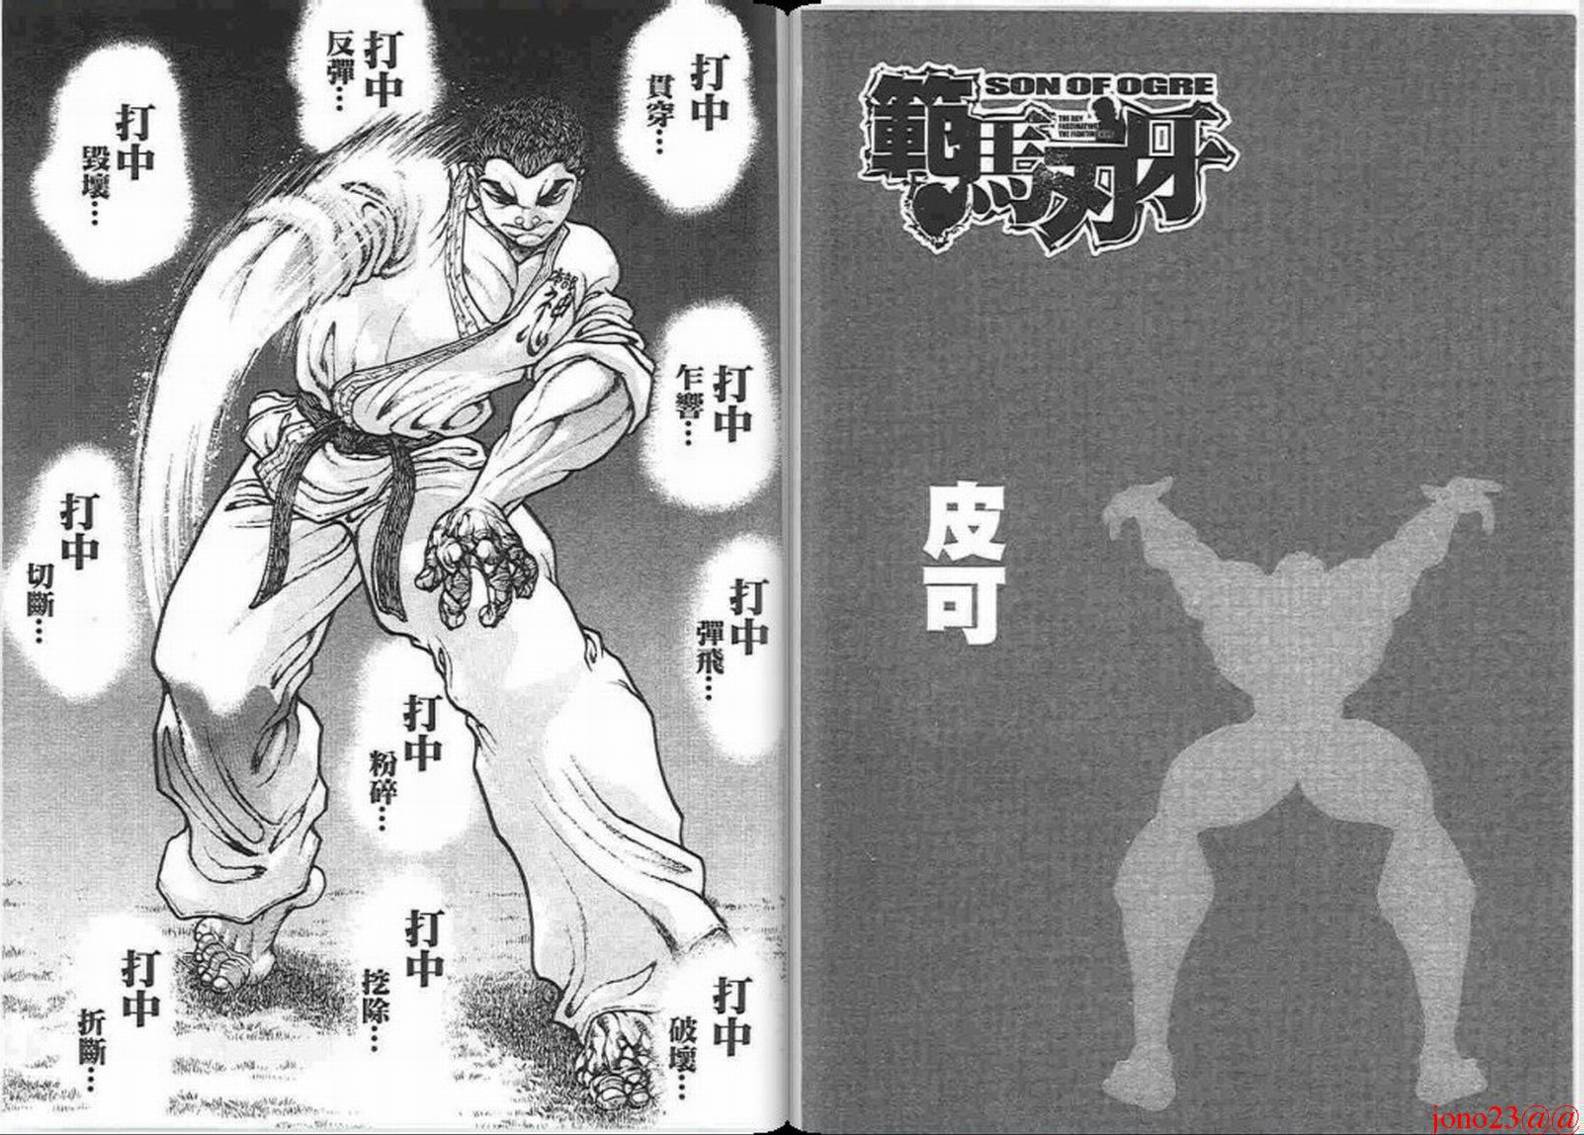 打中
貫穿…
打中
反彈…
打中
毀壞…
打中
乍響…
打中
切斷…
打中
彈飛…
打中
粉碎…
打中
挖除…
打中
破壞…
打中
折斷…
神心
SON OF OGRE
範馬刃牙
皮可
jono23@@